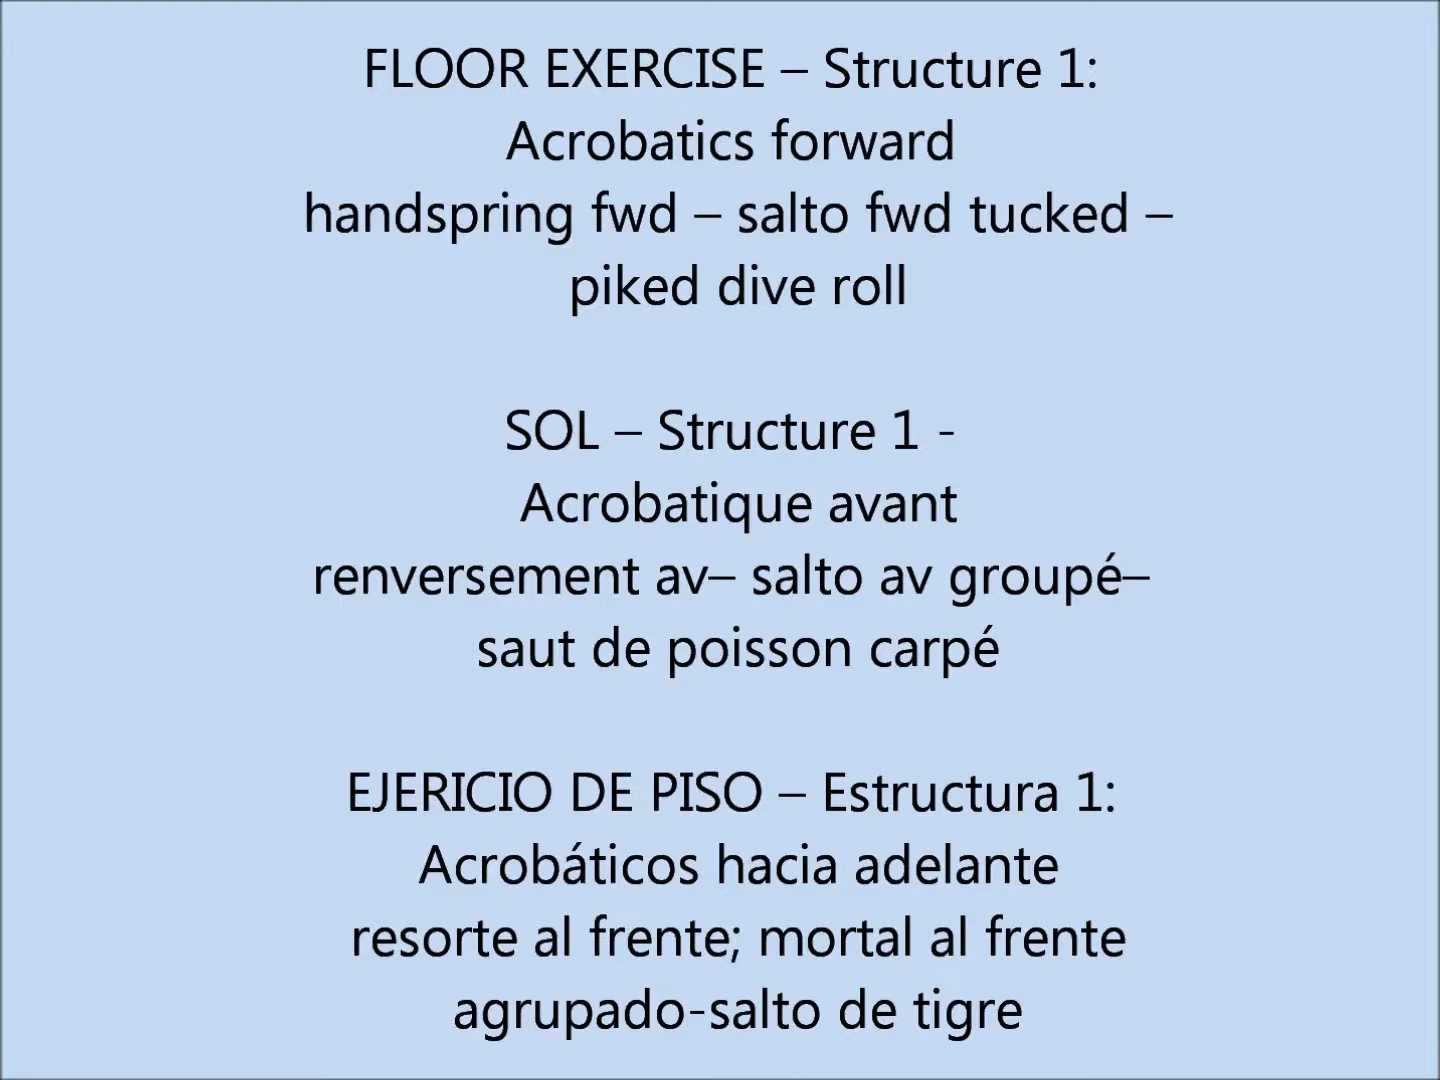 FLOOR EXERCISE – Structure 1:
Acrobatics forward
handspring fwd – salto fwd tucked –
piked dive roll
SOL – Structure 1 -
Acrobatique avant
renversement av– salto av groupé–
saut de poisson carpé
EJERICIO DE PISO – Estructura 1:
Acrobáticos hacia adelante
resorte al frente; mortal al frente
agrupado-salto de tigre